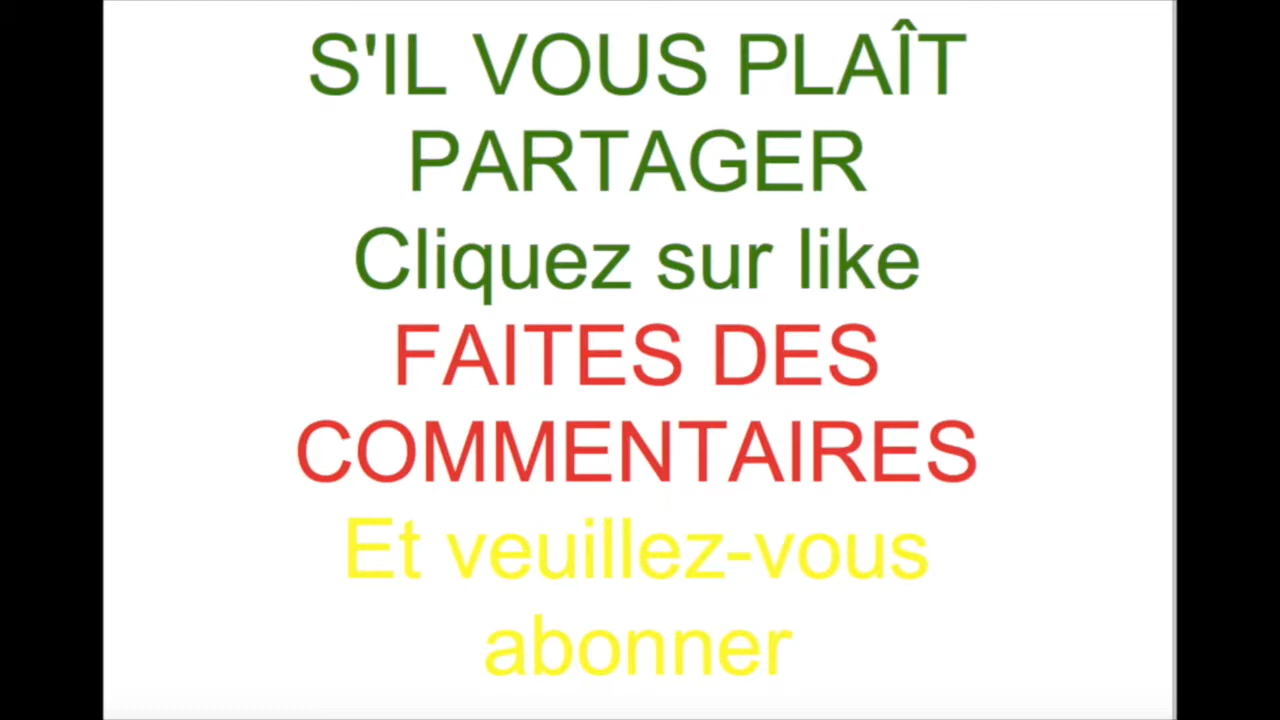 S'IL VOUS PLAÎT
PARTAGER
Cliquez sur like
FAITES DES
COMMENTAIRES
Et veuillez-vous
abonner